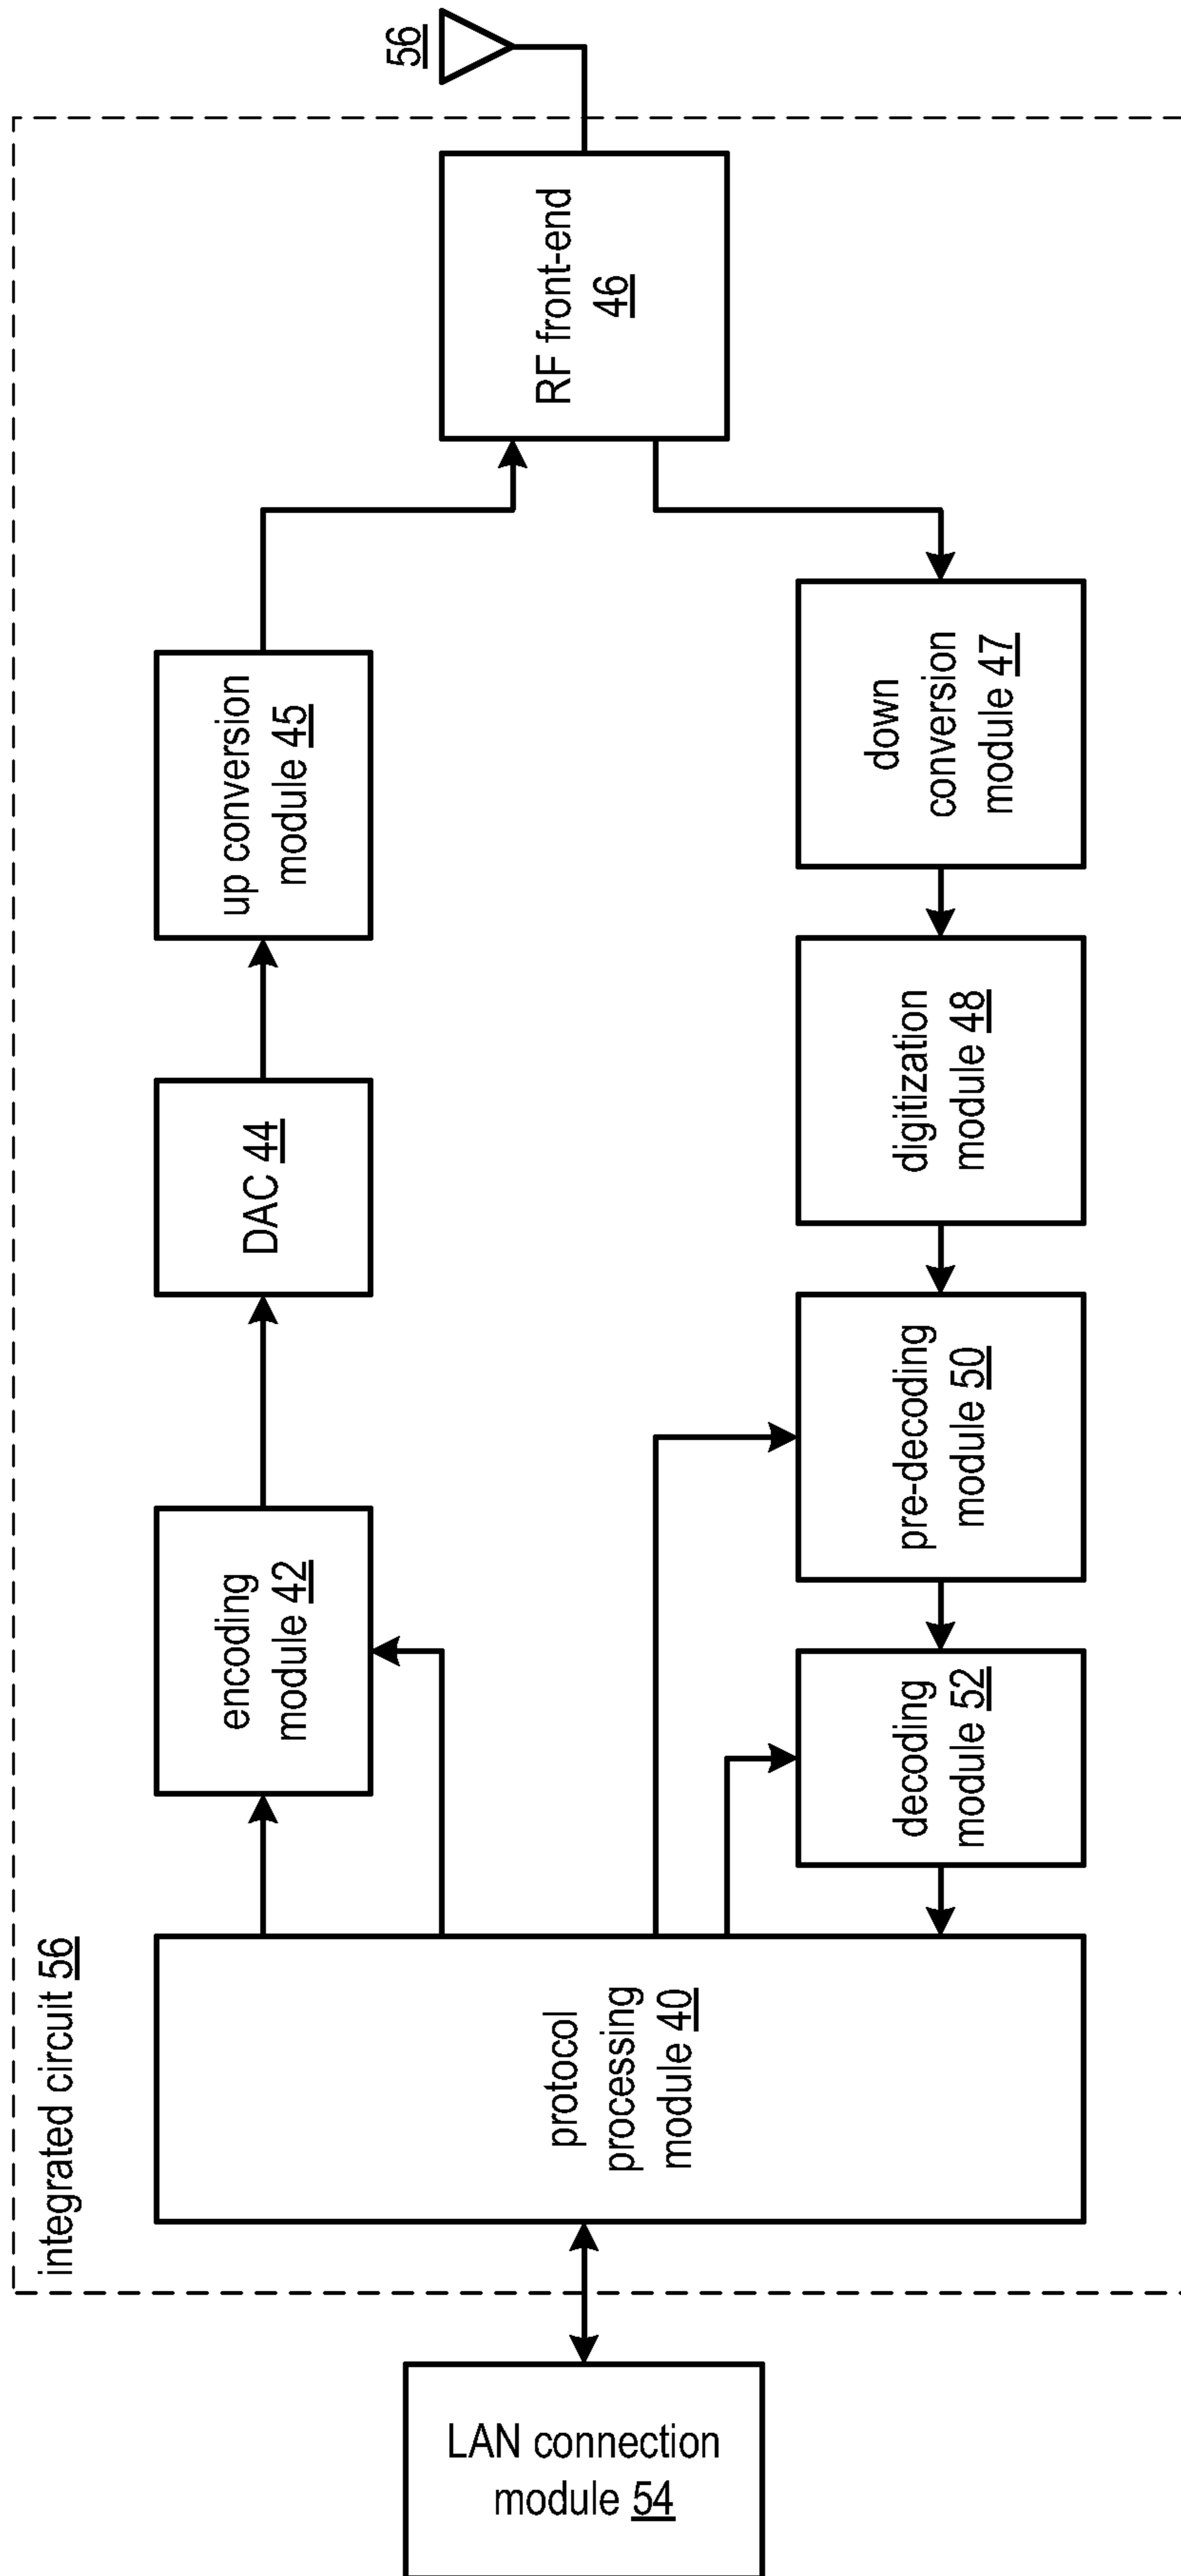 integrated circuit 56
56
encoding
module 42
DAC 44
up conversion
module 45
RF front-end
46
protocol
processing
module 40
decoding
module 52
pre-decoding
module 50
digitization
module 48
down
conversion
module 47
LAN connection
module 54